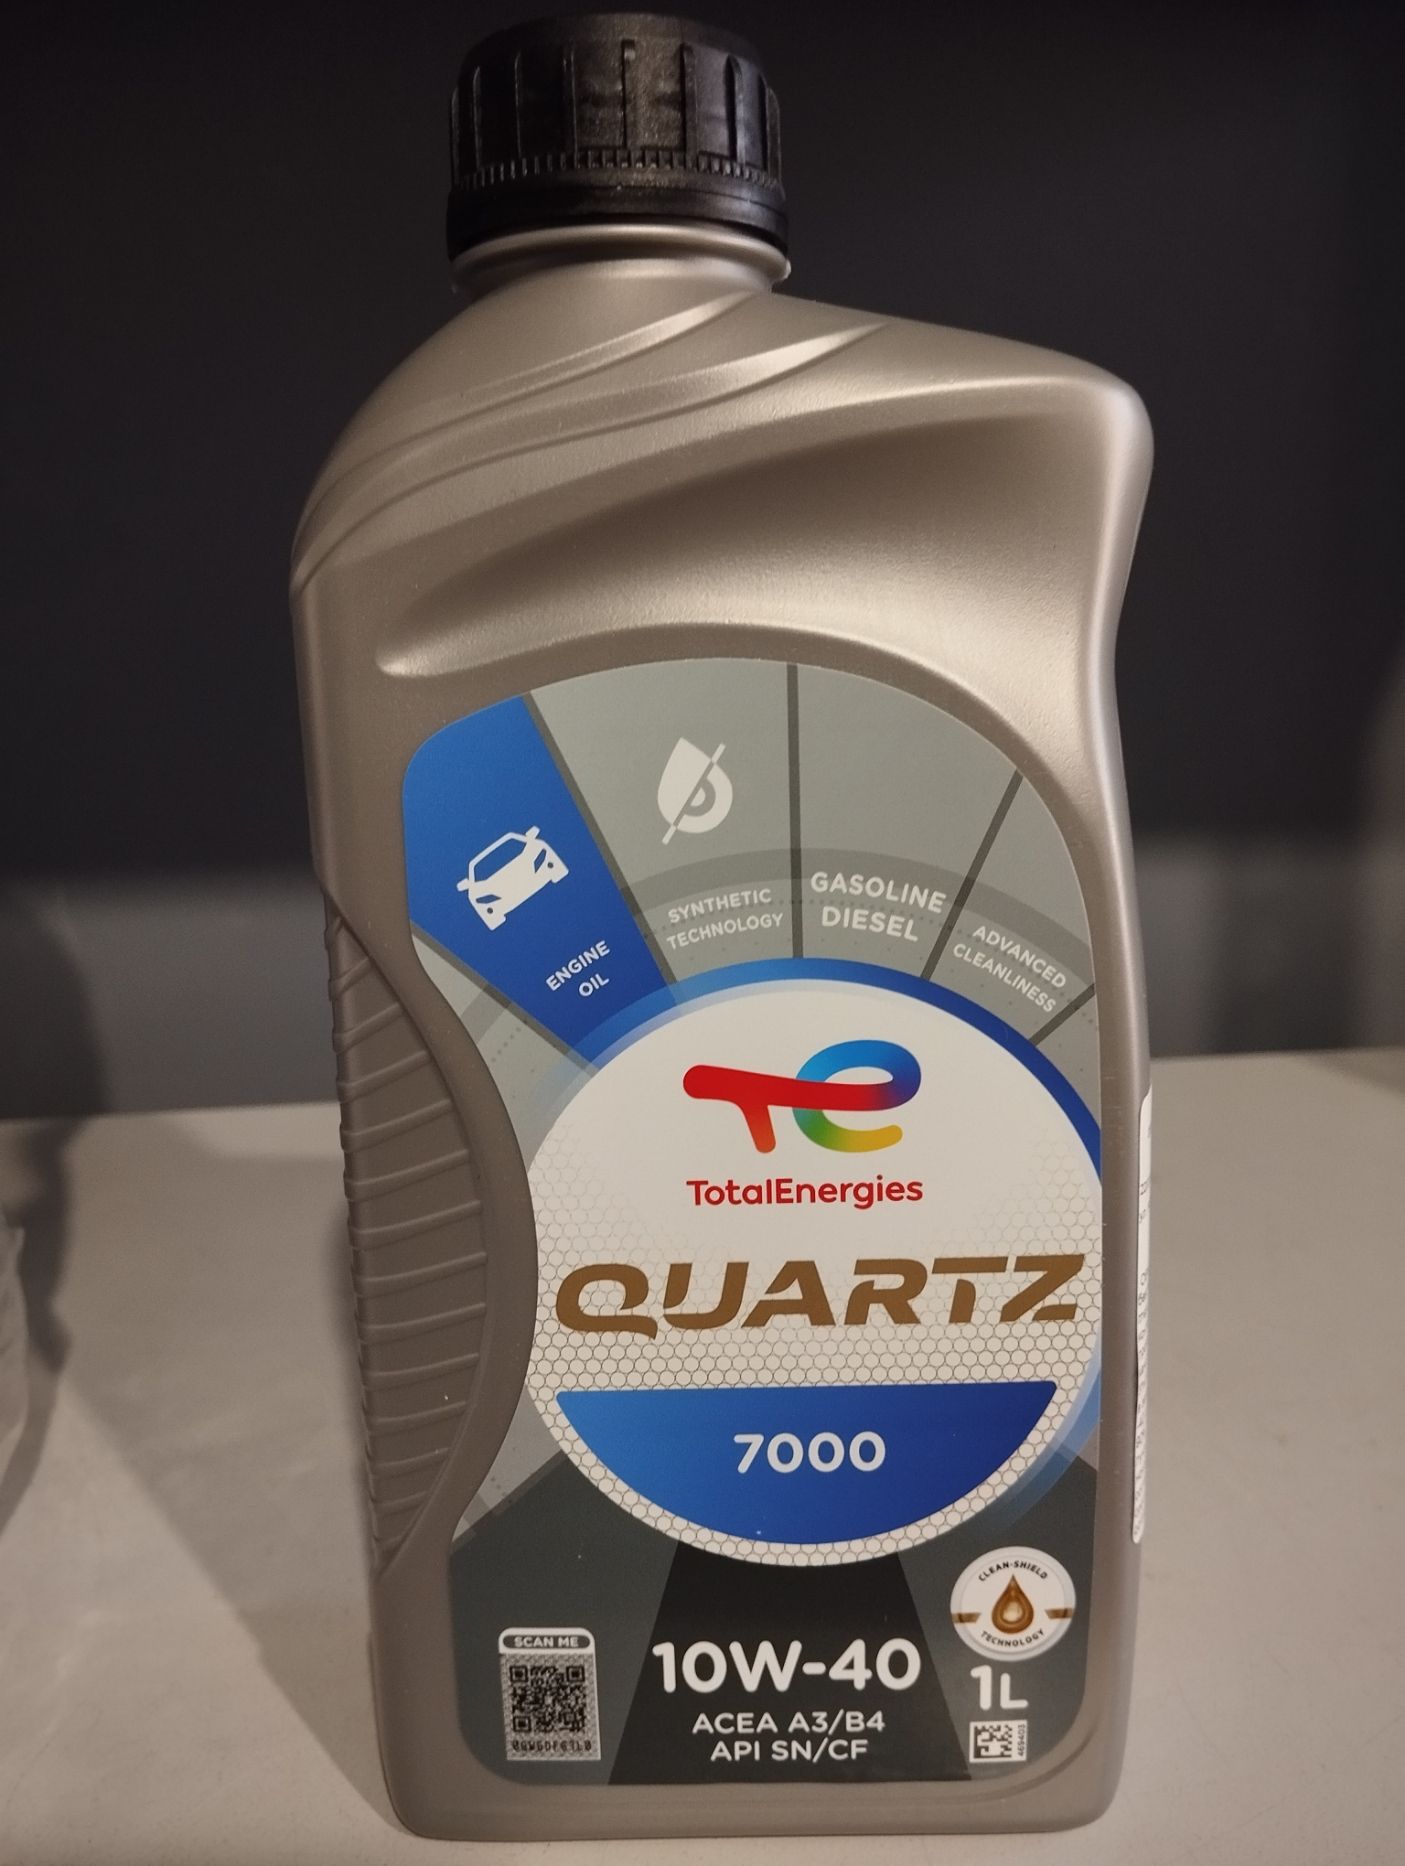 ENGINE
OIL
SYNTHETIC
TECHNOLOGY
GASOLINE
DIESEL
ADVANCED
CLEANLINESS
TotalEnergies
QUARTZ
7000
CLEAN-SHIELD
TECHNOLOGY
SCAN ME
10W-40
1L
ACEA A3/B4
API SN/CF
469403